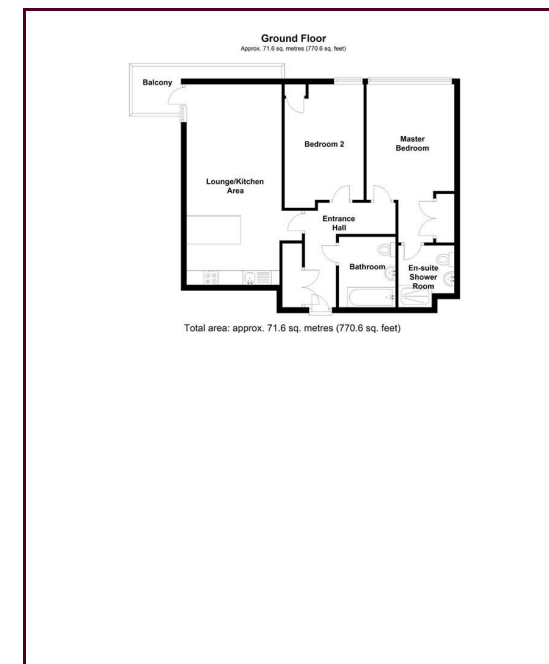 Ground Floor
Approx. 71.6 sq. metres (770.6 sq. feet)
Balcony
Bedroom 2
Master
Bedroom
Lounge/Kitchen
Area
Entrance
Hall
Bathroom
En-suite
Shower
Room
Total area: approx. 71.6 sq. metres (770.6 sq. feet)